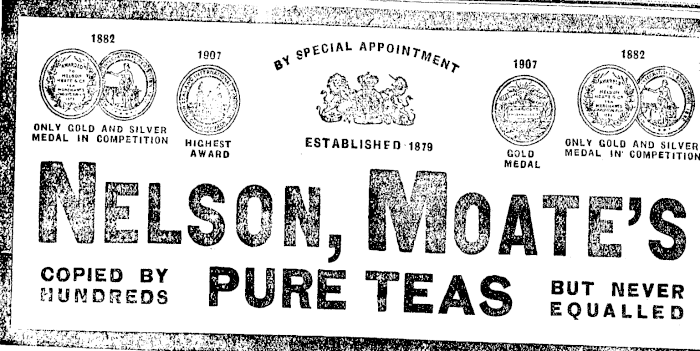 1882
ONLY GOLD AND SILVER
MEDAL IN COMPETITION
1907
HIGHEST
AWARD
BY SPECIAL APPOINTMENT
ESTABLISHED 1879
1907
GOLD
MEDAL
1882
ONLY GOLD AND SILVER
MEDAL IN COMPETITION
NELSON, MOATE'S
COPIED BY
HUNDREDS
PURE TEAS
BUT NEVER
EQUALLED